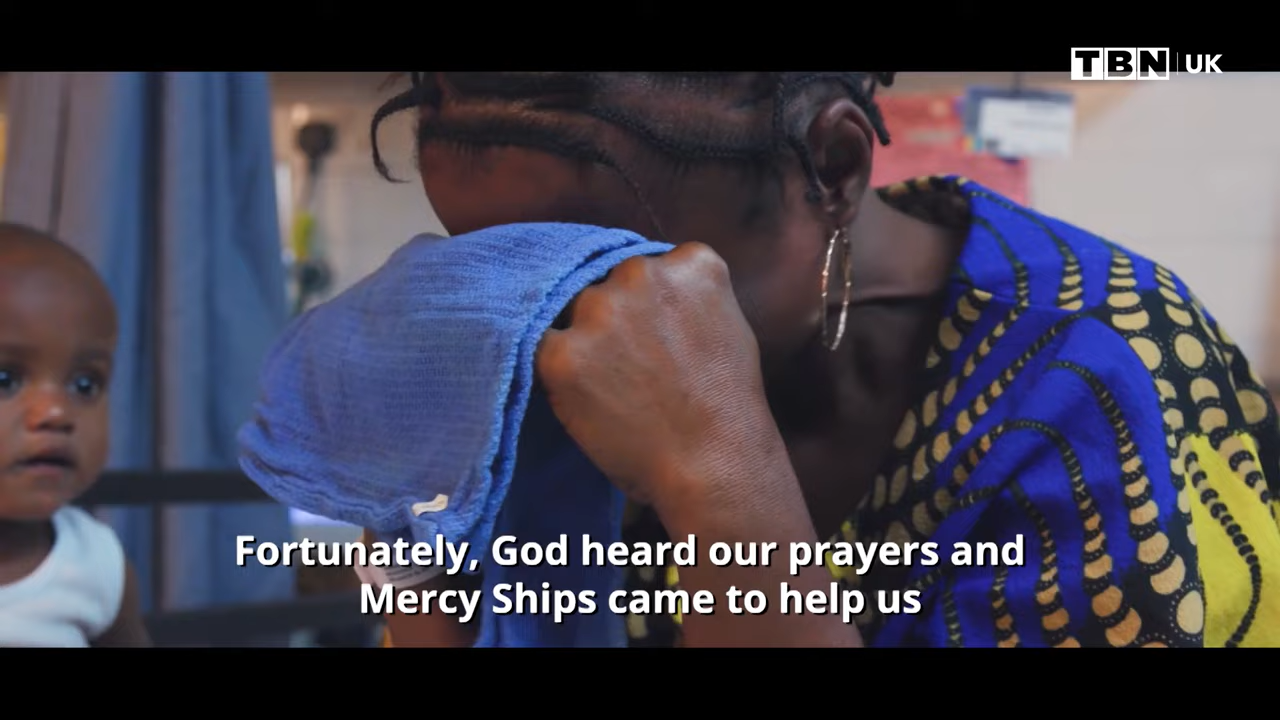 TBN UK
Fortunately, God heard our prayers and
Mercy Ships came to help us